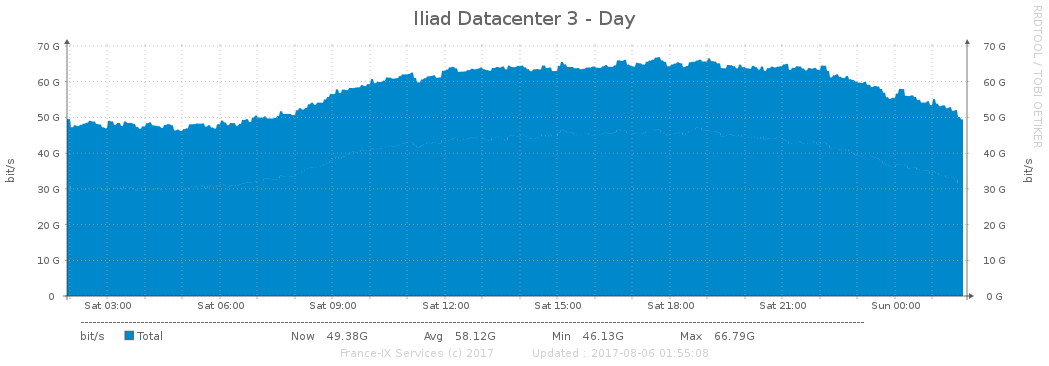 Iliad Datacenter 3 - Day
RRDTOOL / TOBI OETIKER
70 G 70 G
60 G 60 G
50 G 50 G
40 G 40 G
30 G 30 G
20 G 20 G
10 G 10 G
0 0 G
bit/s bit/s
Sat 03:00 Sat 06:00 Sat 09:00 Sat 12:00 Sat 15:00 Sat 18:00 Sat 21:00 Sun 00:00
bit/s Total Now 49.38G Avg 58.12G Min 46.13G Max 66.79G
France-IX Services (c) 2017 Updated : 2017-08-06 01:55:08